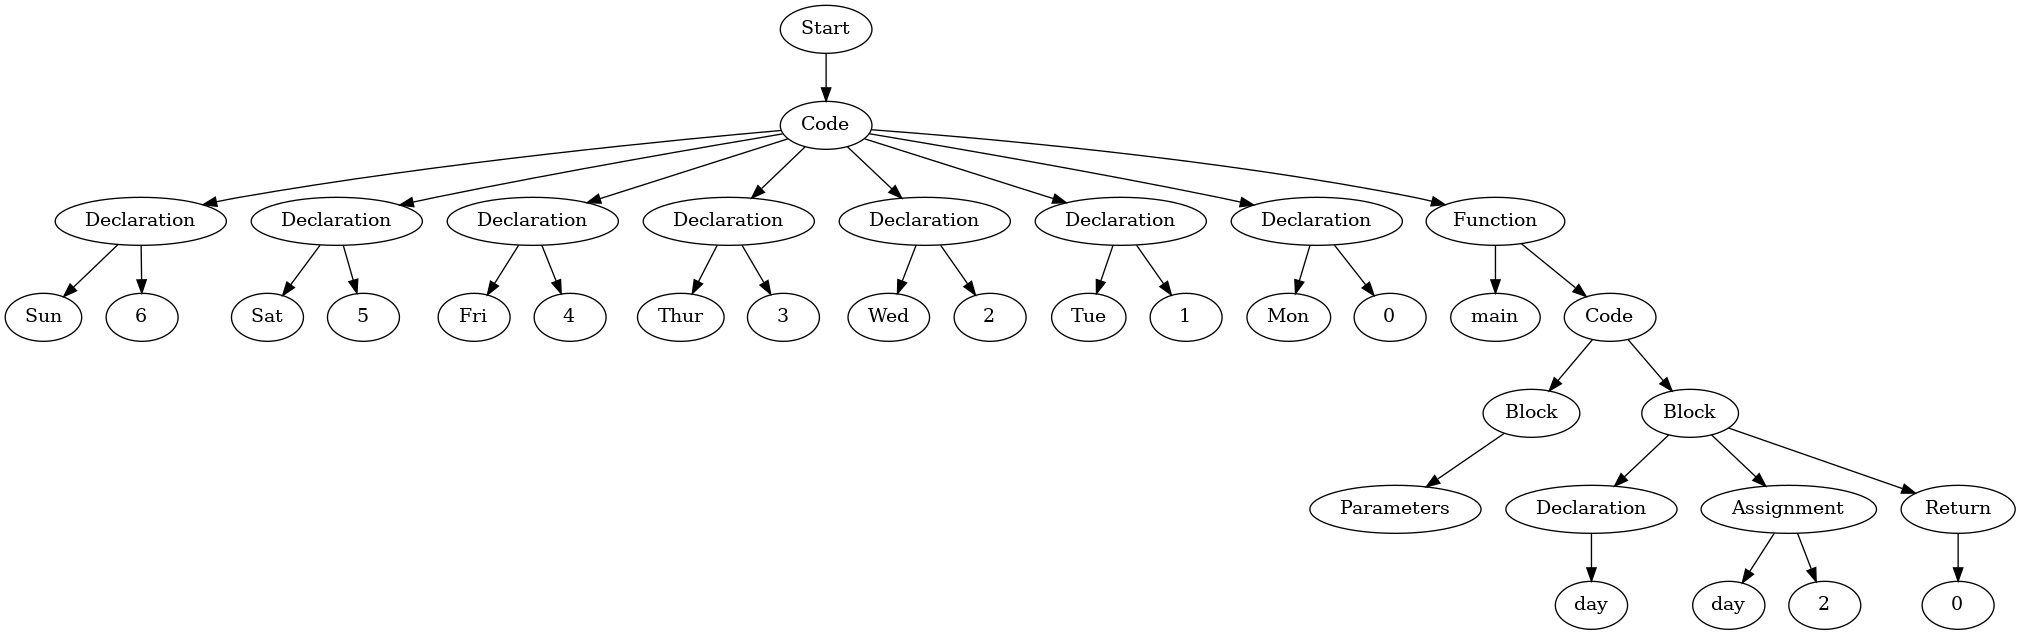 Start
Code
Declaration Declaration Declaration Declaration Declaration Declaration Declaration Function
Sun 6 Sat 5 Fri 4 Thur 3 Wed 2 Tue 1 Mon 0 main Code
Block Block
Parameters Declaration Assignment Return
day day 2 0